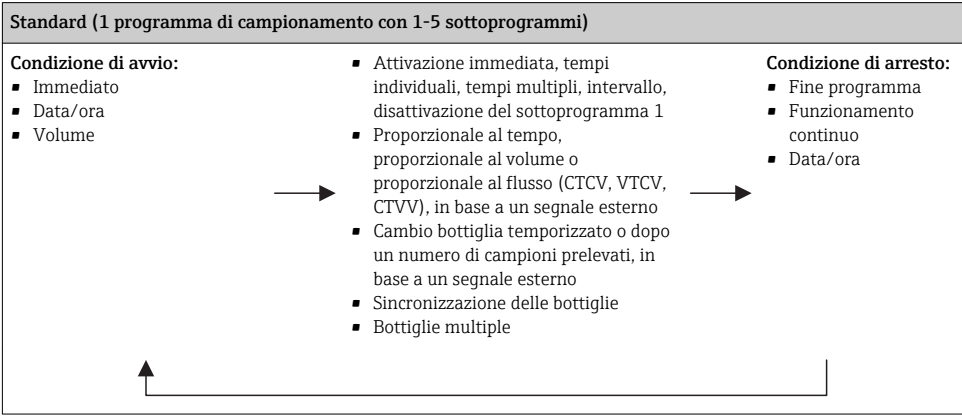 Standard (1 programma di campionamento con 1-5 sottoprogrammi)
Condizione di avvio:
▪ Immediato
▪ Data/ora
▪ Volume
▪ Attivazione immediata, tempi
individuali, tempi multipli, intervallo,
disattivazione del sottoprogramma 1
▪ Proporzionale al tempo,
proporzionale al volume o
proporzionale al flusso (CTCV, VTCV,
CTVV), in base a un segnale esterno
▪ Cambio bottiglia temporizzato o dopo
un numero di campioni prelevati, in
base a un segnale esterno
▪ Sincronizzazione delle bottiglie
▪ Bottiglie multiple
Condizione di arresto:
▪ Fine programma
▪ Funzionamento
continuo
▪ Data/ora